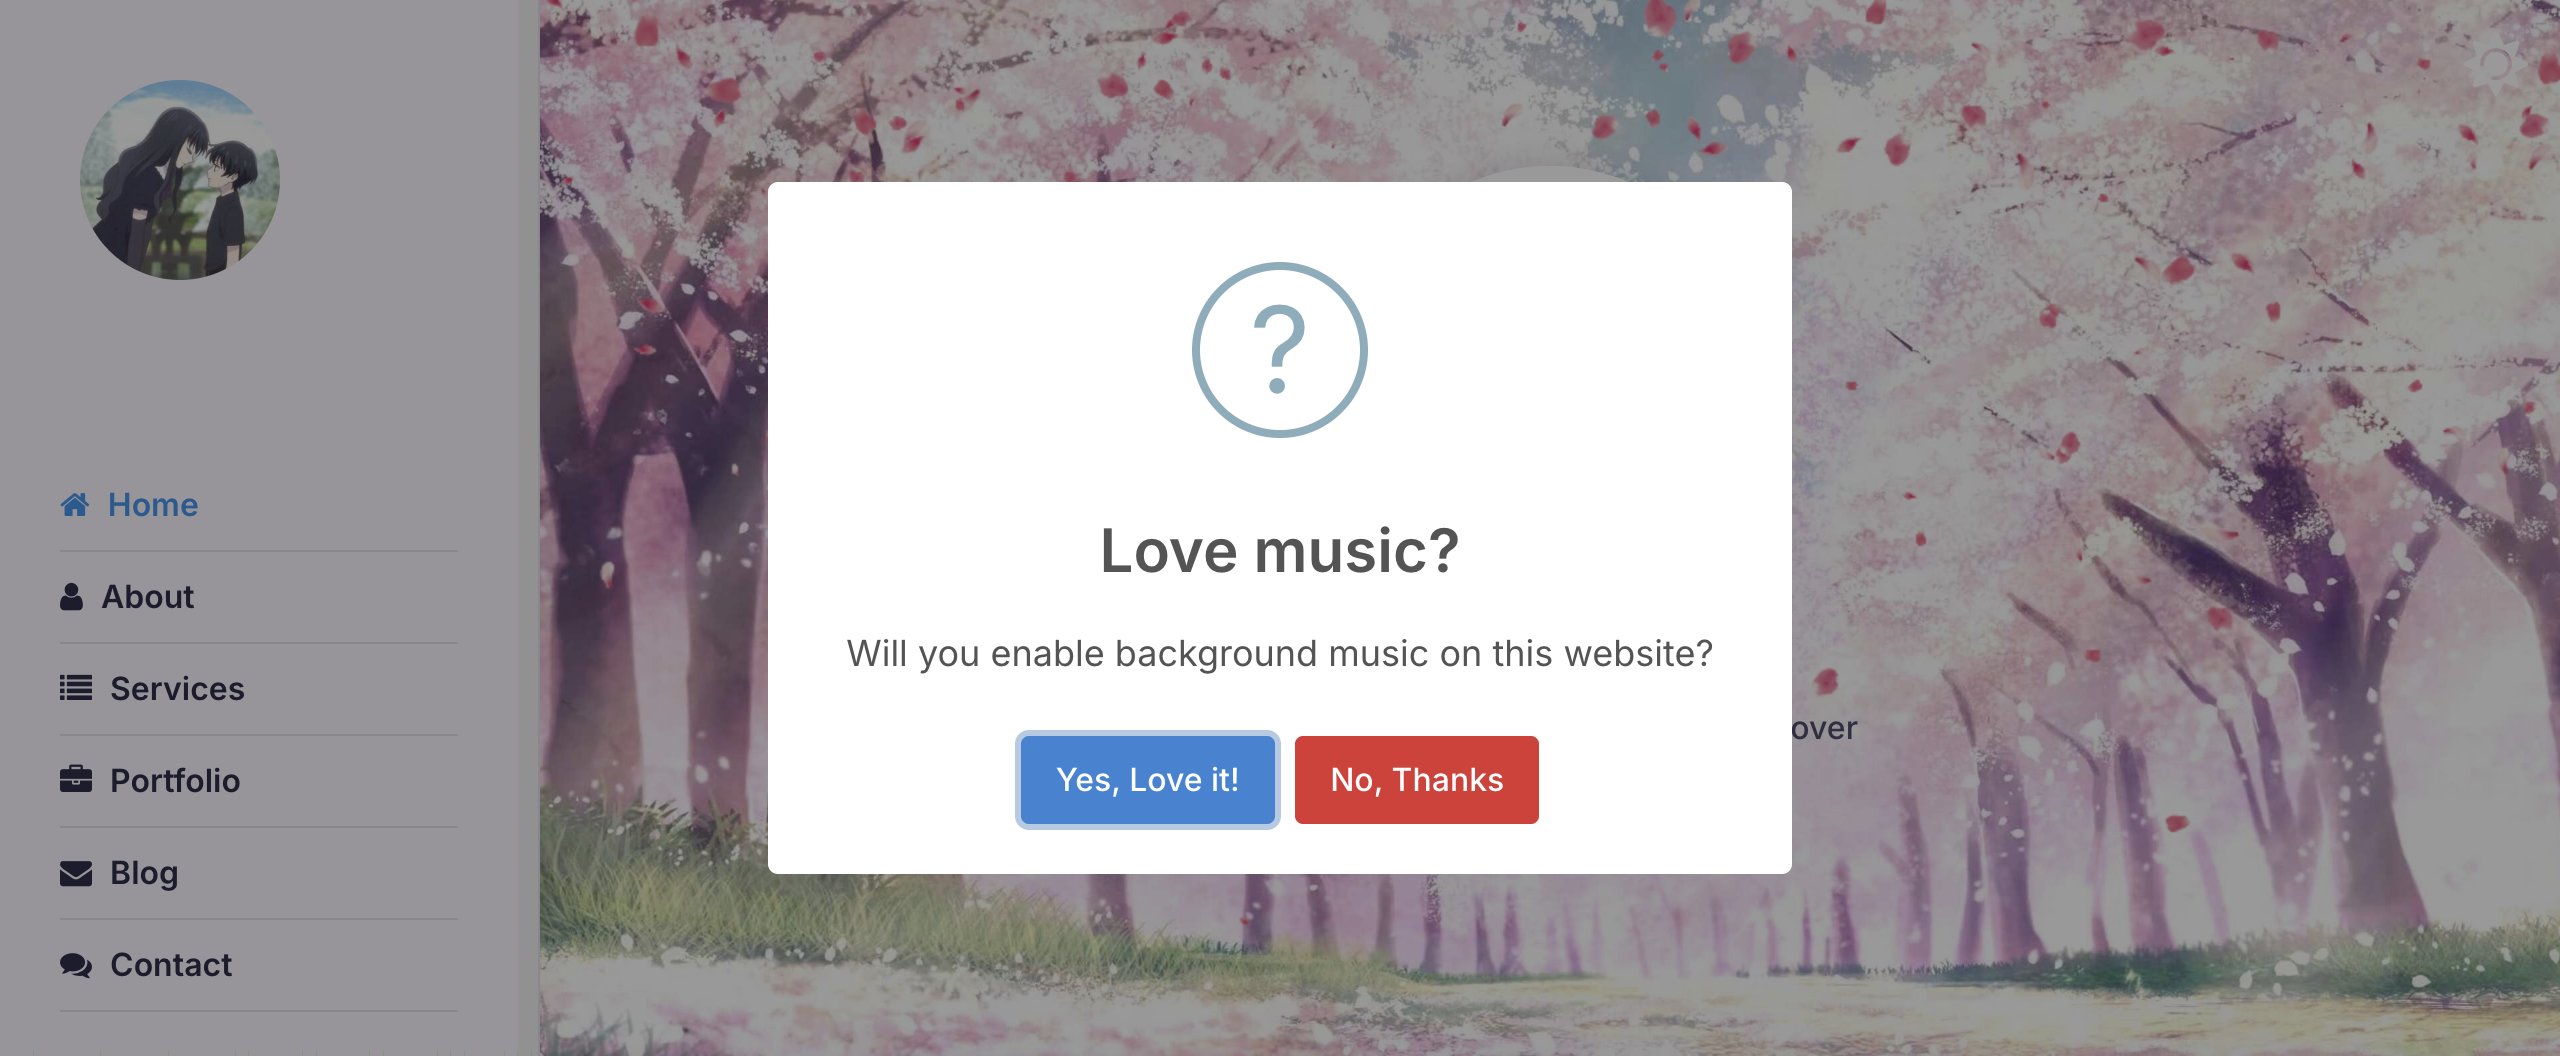 Home
About
Services
Portfolio
Blog
Contact
?
Love music?
Will you enable background music on this website?
Yes, Love it!
No, Thanks
over